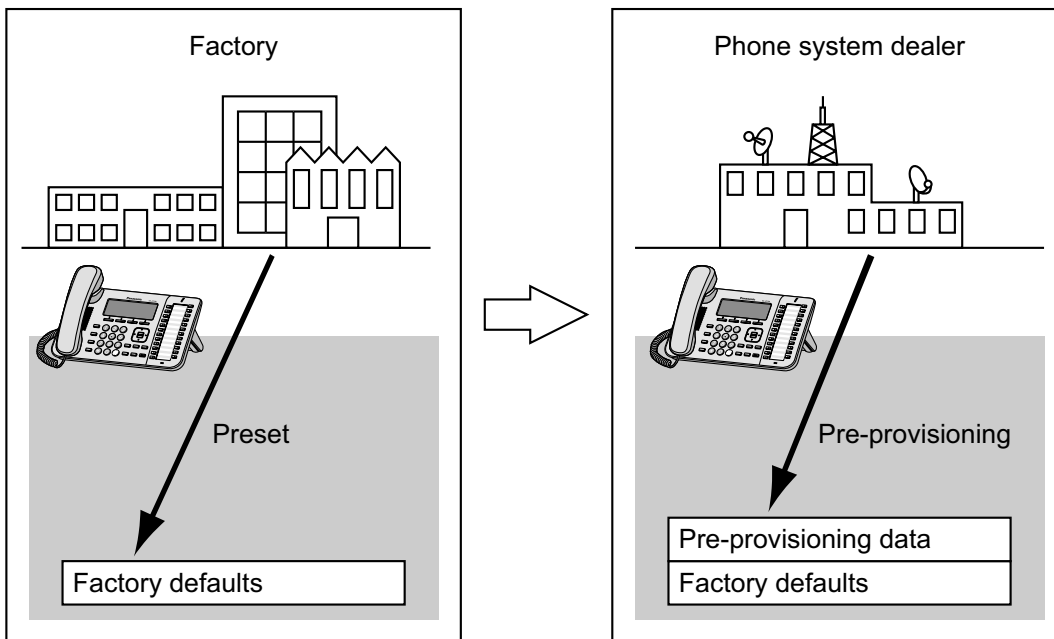 Factory
Preset
Factory defaults
Phone system dealer
Pre-provisioning
Pre-provisioning data
Factory defaults